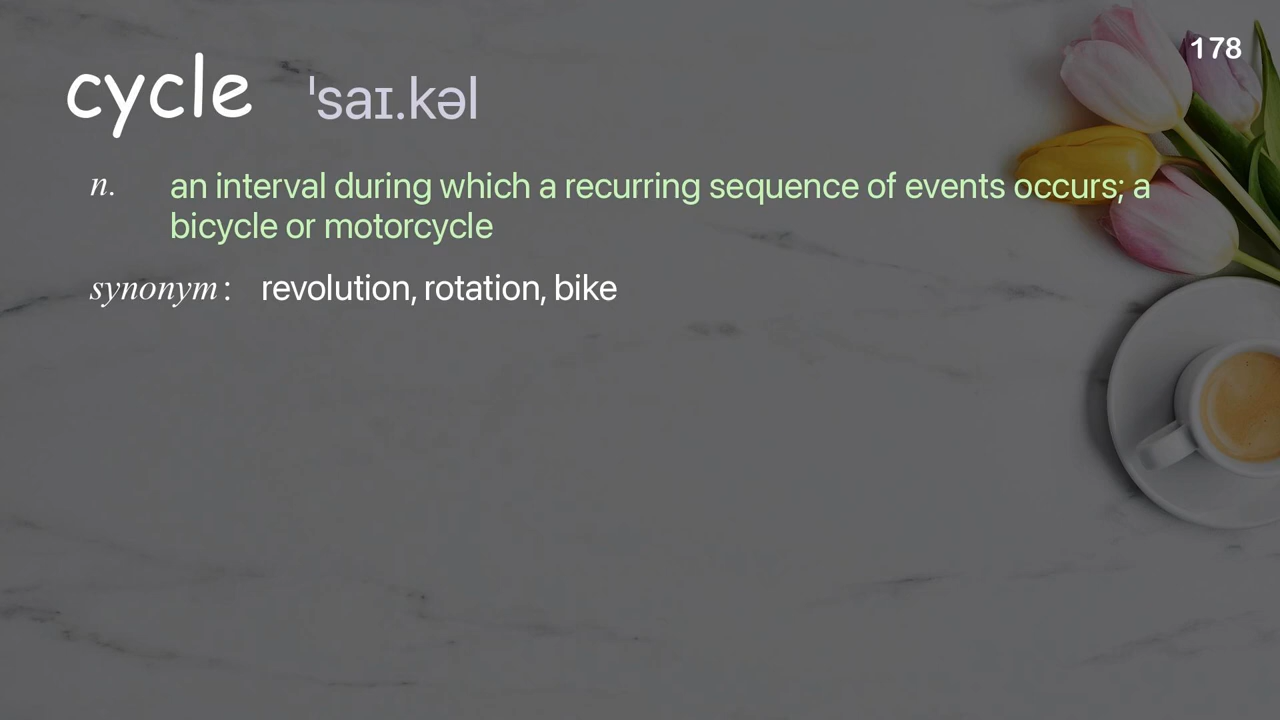 178
cycle ˈsaɪ.kəl
n. an interval during which a recurring sequence of events occurs; a
bicycle or motorcycle
synonym: revolution, rotation, bike